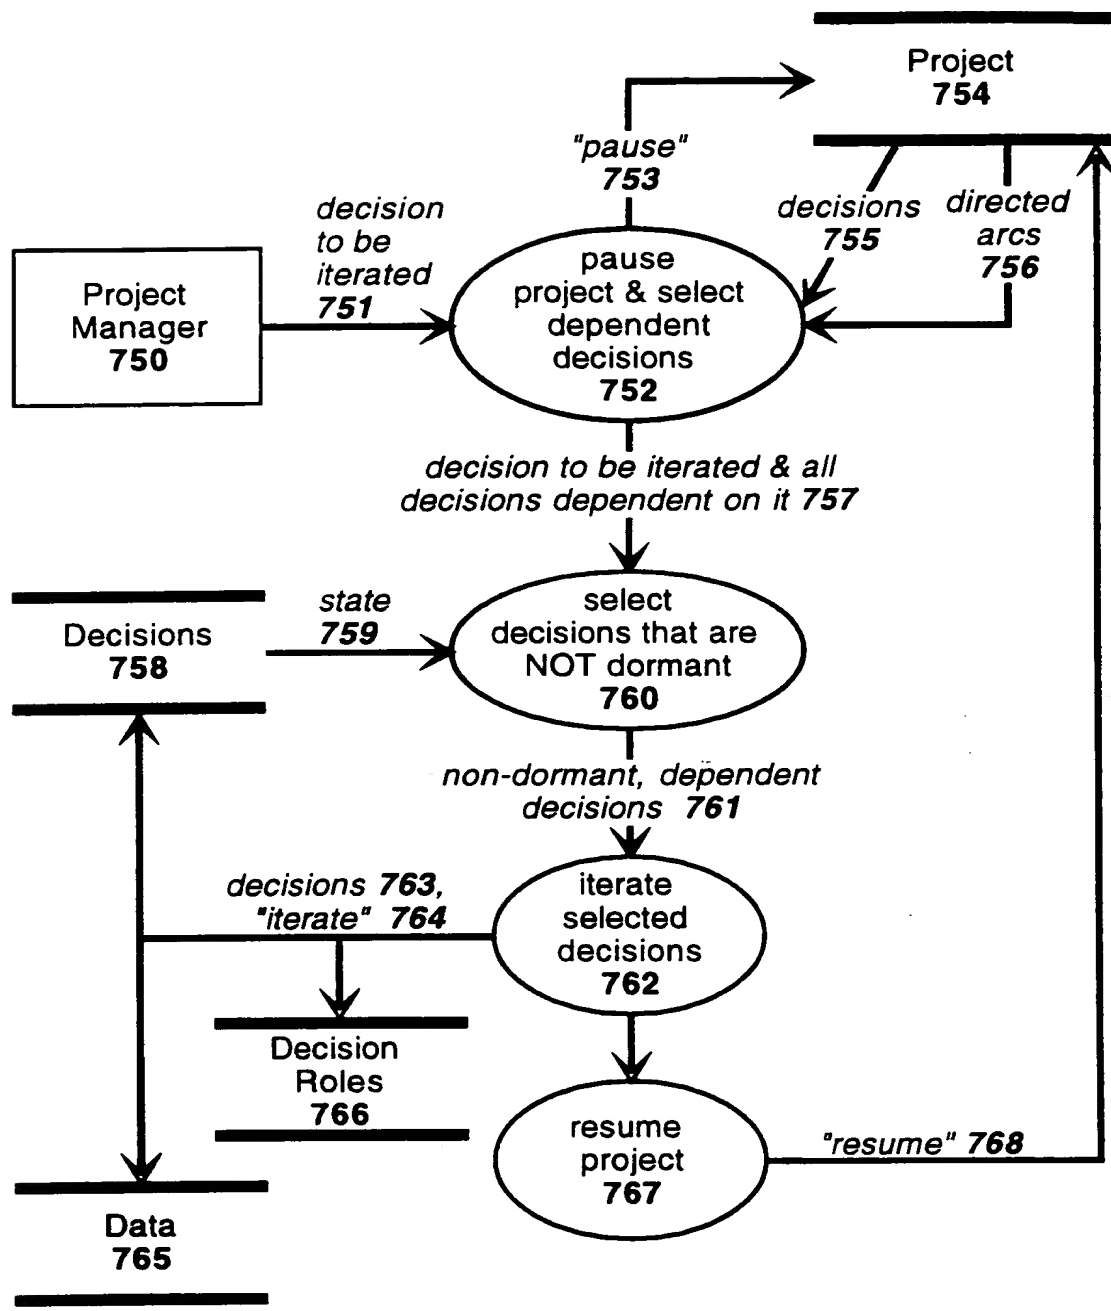 Project
754
"pause"
753
decision
to be
iterated
751
decisions
755
directed
arcs
756
Project
Manager
750
pause
project & select
dependent
decisions
752
decision to be iterated & all
decisions dependent on it 757
Decisions
758
state
759
select
decisions that are
NOT dormant
760
non-dormant, dependent
decisions 761
decisions 763,
"iterate" 764
iterate
selected
decisions
762
Decision
Roles
766
resume
project
767
"resume" 768
Data
765